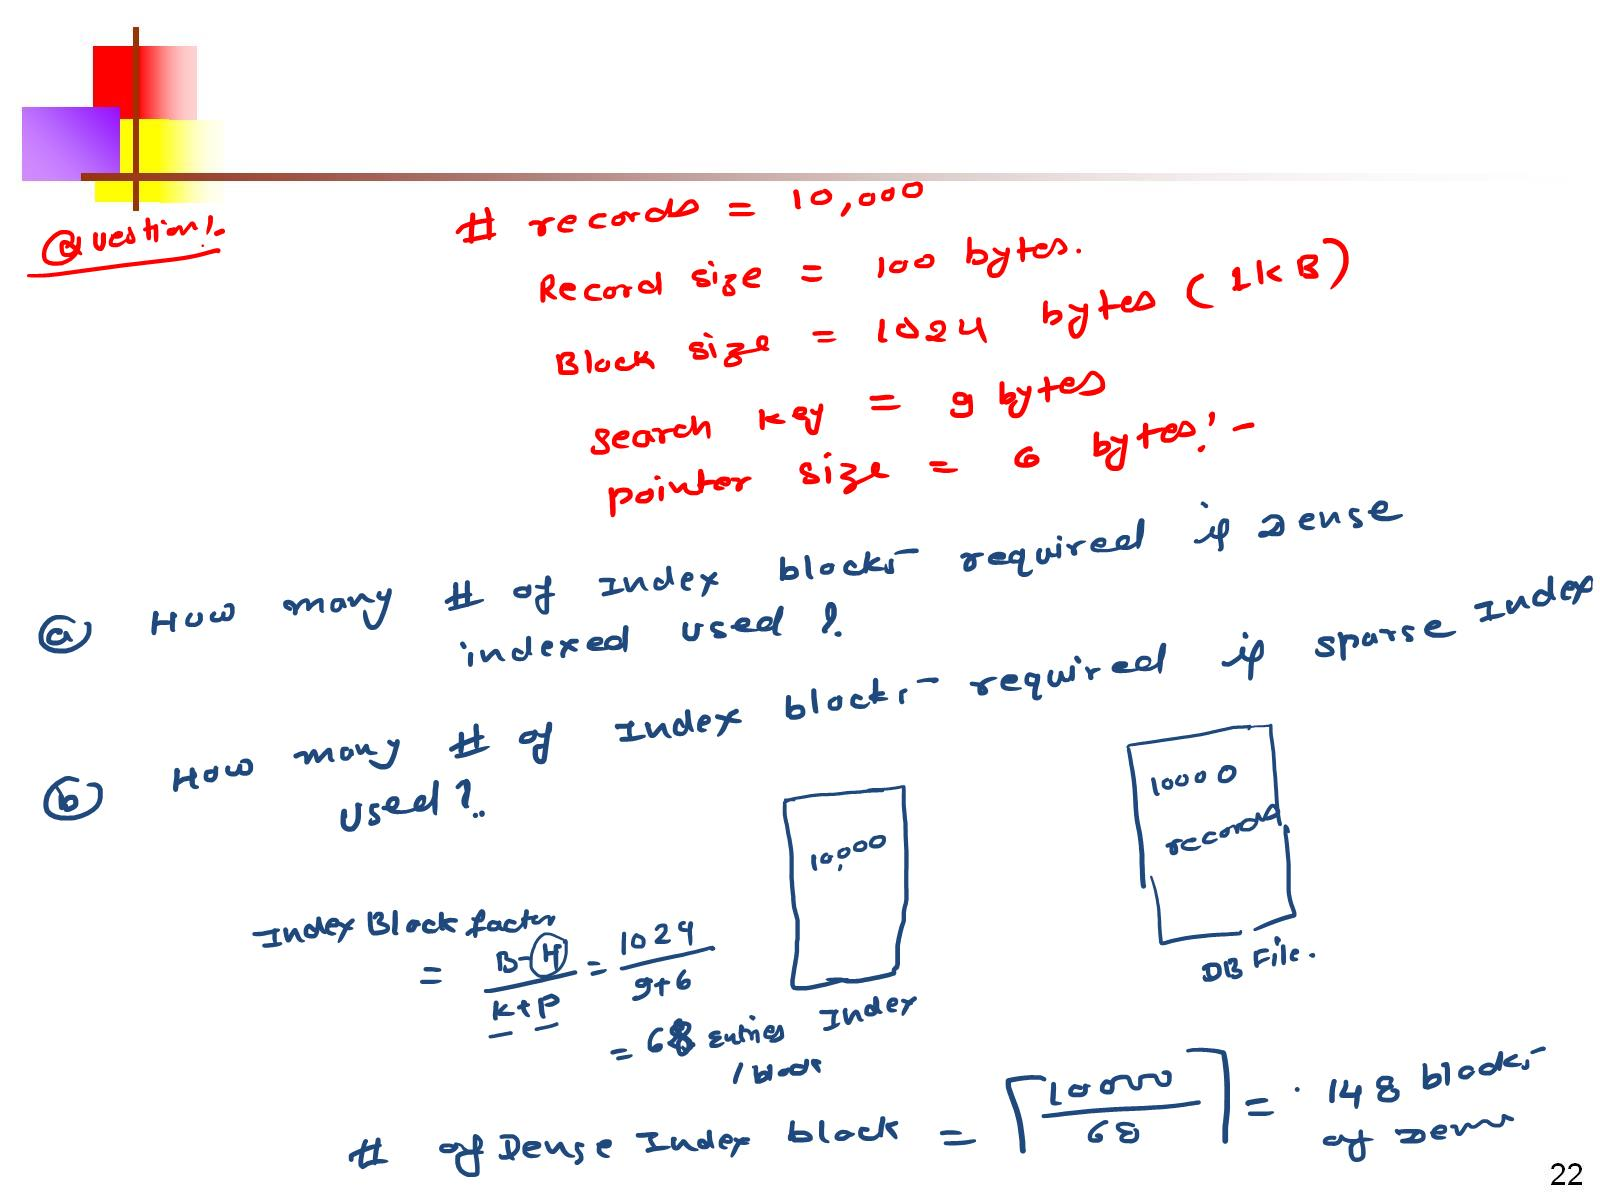 Question:-
# records = 10,000
Record size = 100 bytes.
Block size = 1024 bytes (1kB)
search key = 9 bytes
pointer size = 6 bytes:-
(a) How many # of Index blocks required if Dense
indexed used ?
(b) How many # of Index blocks required if sparse Index
used ?
10000
records
DB File.
10,000
Index
Index Block factor
= B-H / k+p = 1024 / 9+6
= 68 Entries
/ block
# of Dense Index block = ⌈10000 / 68⌉ = 148 blocks
of Dense
22